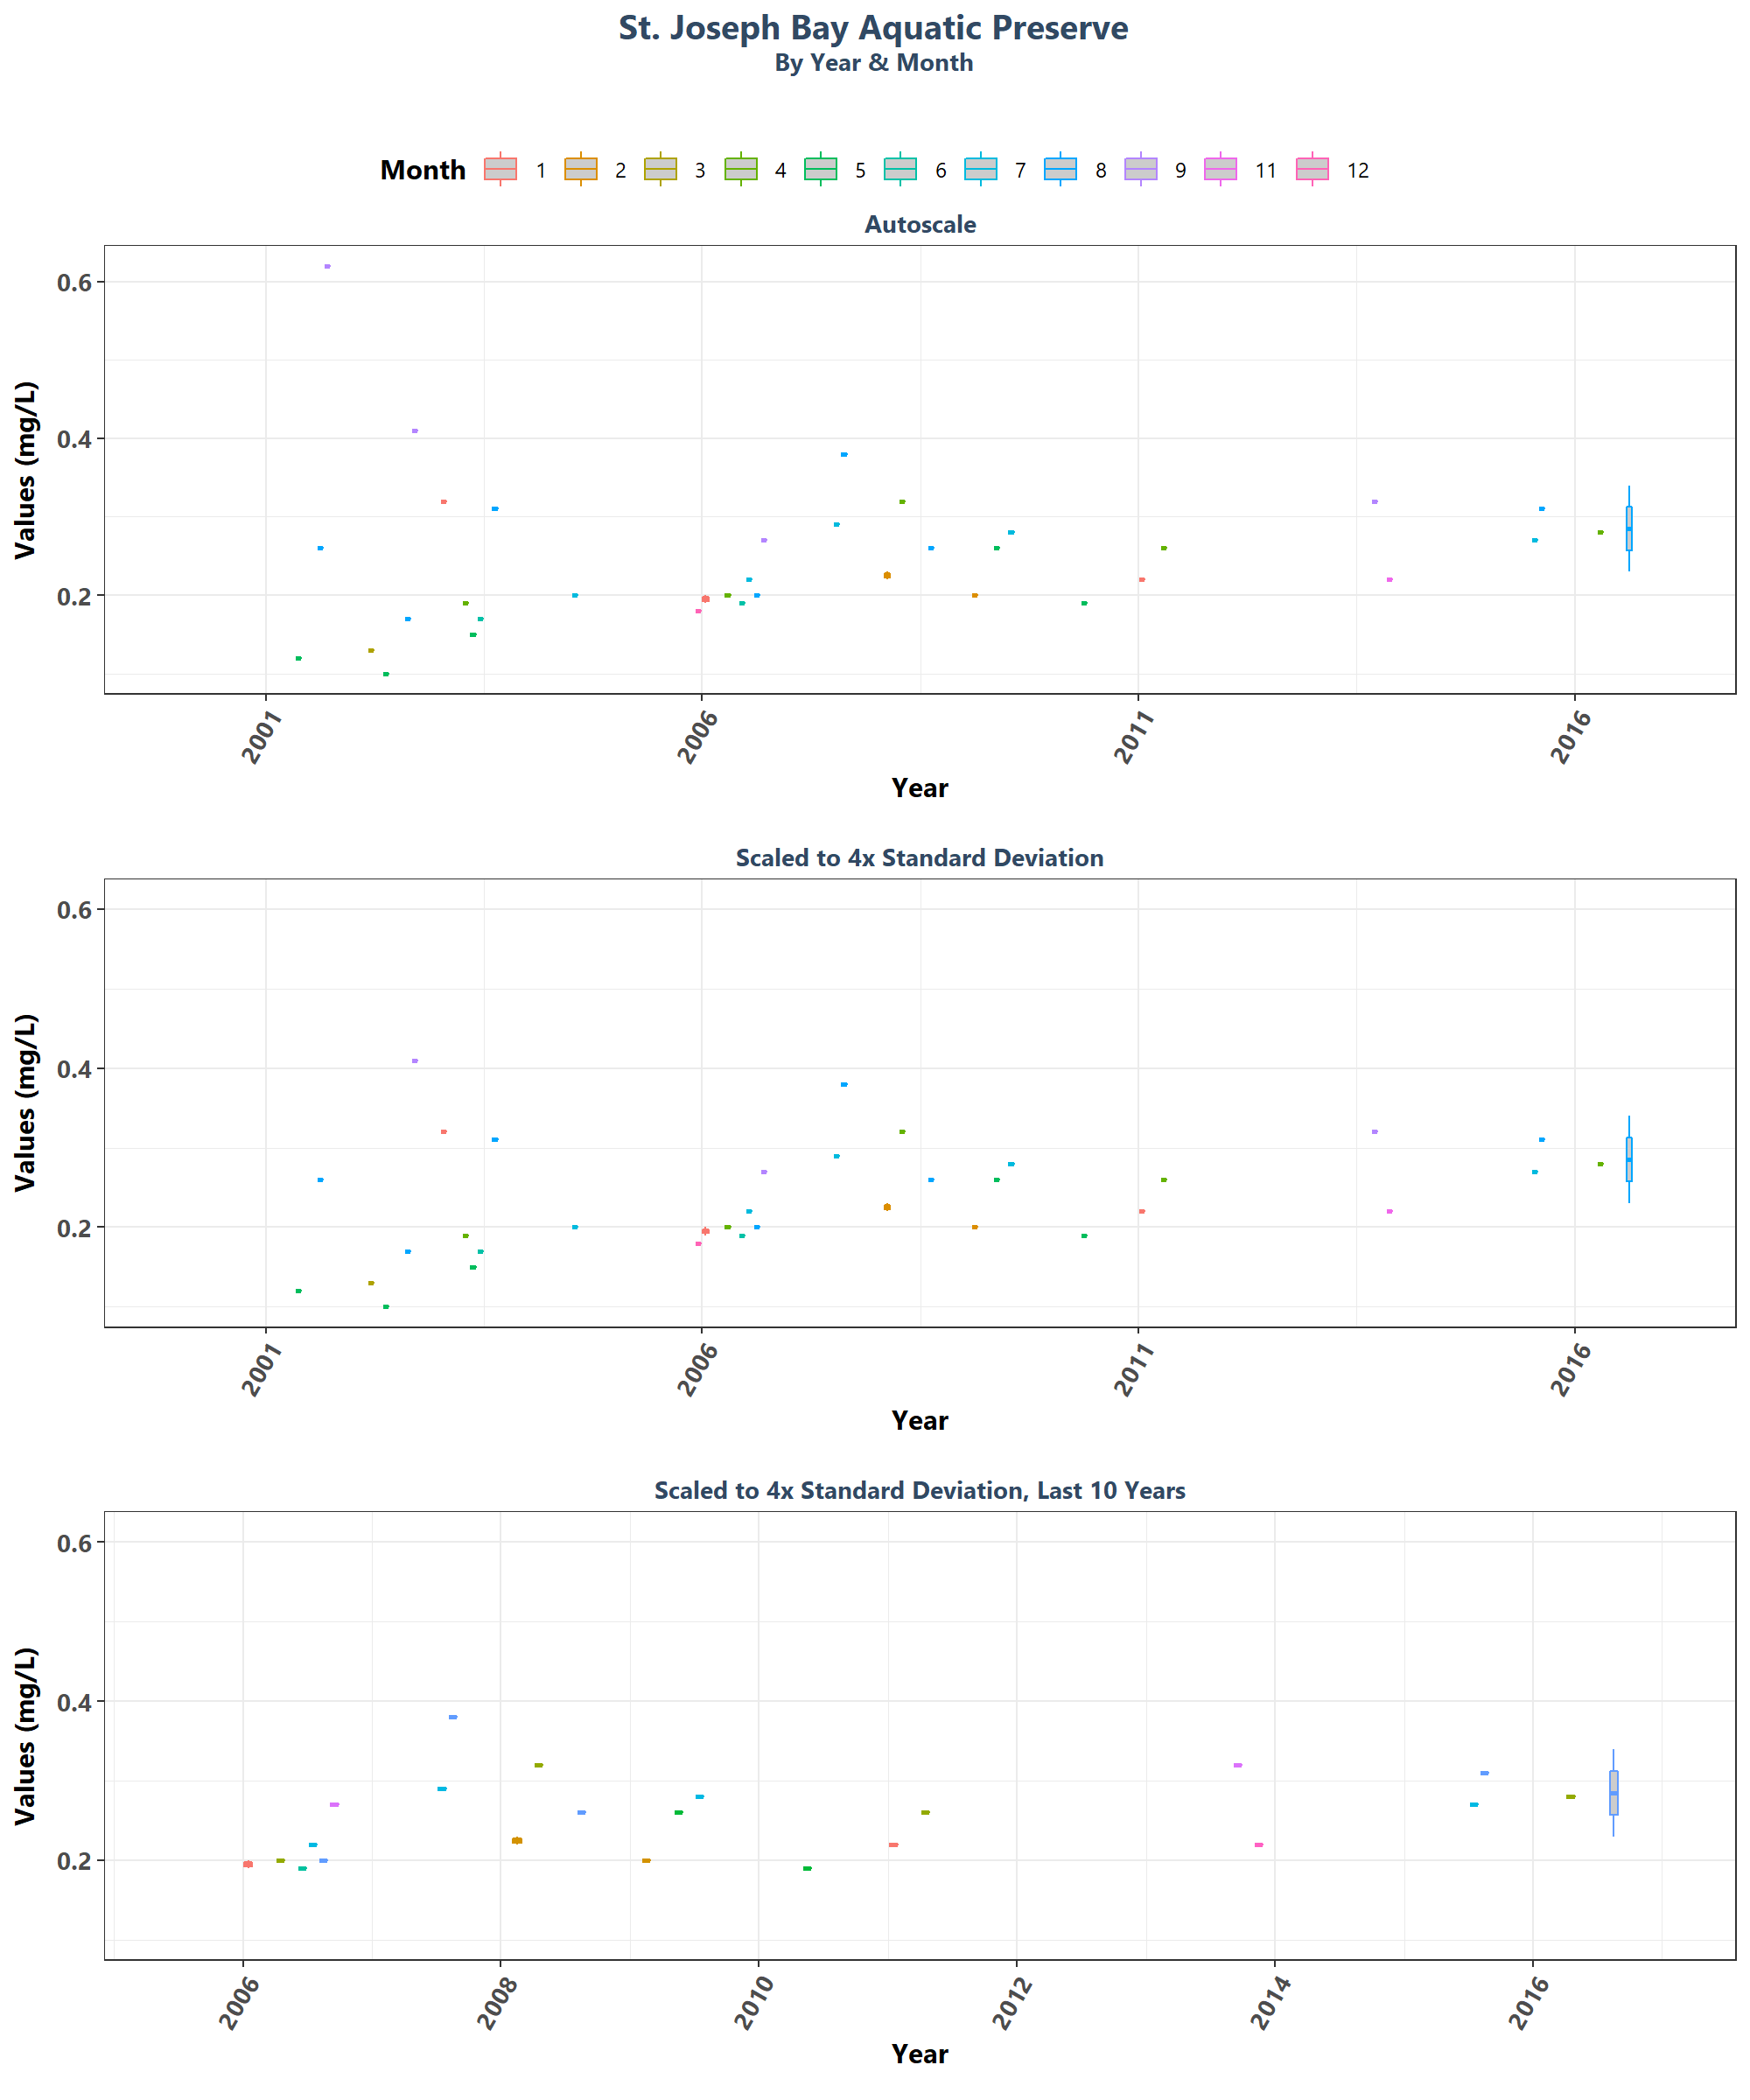 St. Joseph Bay Aquatic Preserve
By Year & Month
Month 1 2 3 4 5 6 7 8 9 11 12
Autoscale
Values (mg/L)
0.6
0.4
0.2
2001 2006 2011 2016
Year
Scaled to 4x Standard Deviation
Values (mg/L)
0.6
0.4
0.2
2001 2006 2011 2016
Year
Scaled to 4x Standard Deviation, Last 10 Years
Values (mg/L)
0.6
0.4
0.2
2006 2008 2010 2012 2014 2016
Year